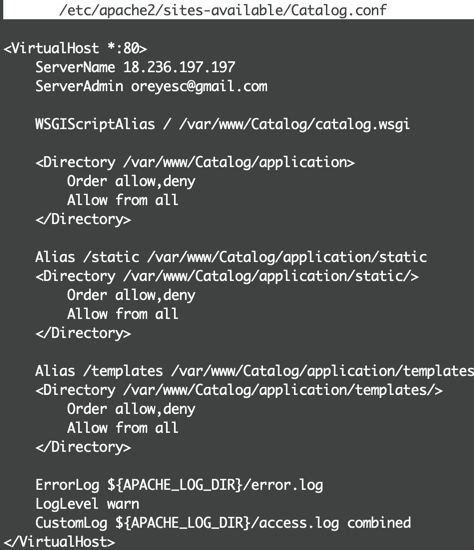 /etc/apache2/sites-available/Catalog.conf
<VirtualHost *:80>
ServerName 18.236.197.197
ServerAdmin oreyesc@gmail.com
WSGIScriptAlias / /var/www/Catalog/catalog.wsgi
<Directory /var/www/Catalog/application>
Order allow,deny
Allow from all
</Directory>
Alias /static /var/www/Catalog/application/static
<Directory /var/www/Catalog/application/static/>
Order allow,deny
Allow from all
</Directory>
Alias /templates /var/www/Catalog/application/templates
<Directory /var/www/Catalog/application/templates/>
Order allow,deny
Allow from all
</Directory>
ErrorLog ${APACHE_LOG_DIR}/error.log
LogLevel warn
CustomLog ${APACHE_LOG_DIR}/access.log combined
</VirtualHost>